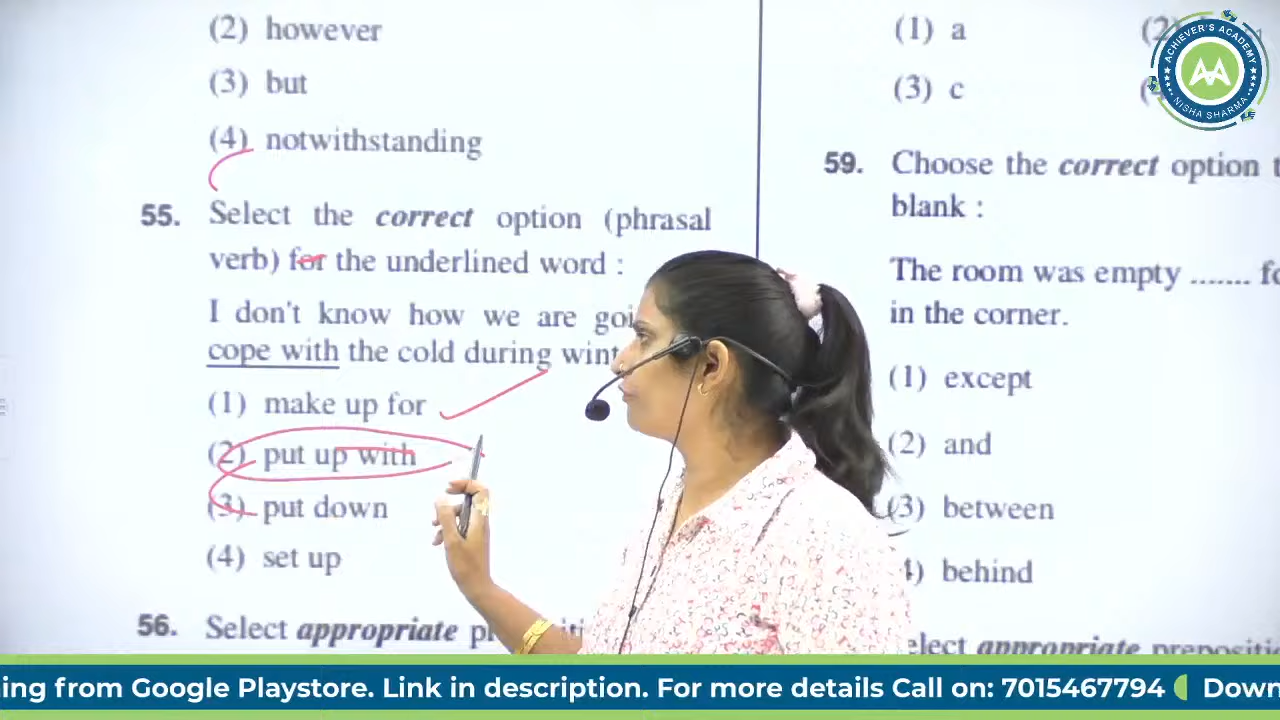 (2) however
(3) but
(4) notwithstanding
55. Select the correct option (phrasal
verb) for the underlined word :
I don't know how we are goi
cope with the cold during wint
(1) make up for
(2) put up with
(3) put down
(4) set up
56. Select appropriate
(1) a
(3) c
59. Choose the correct option t
blank :
The room was empty ....... fo
in the corner.
(1) except
(2) and
(3) between
4) behind
elect appropriate prepositi
ACHIEVER'S ACADEMY
AA
NISHA SHARMA
ning from Google Playstore. Link in description. For more details Call on: 7015467794 Down